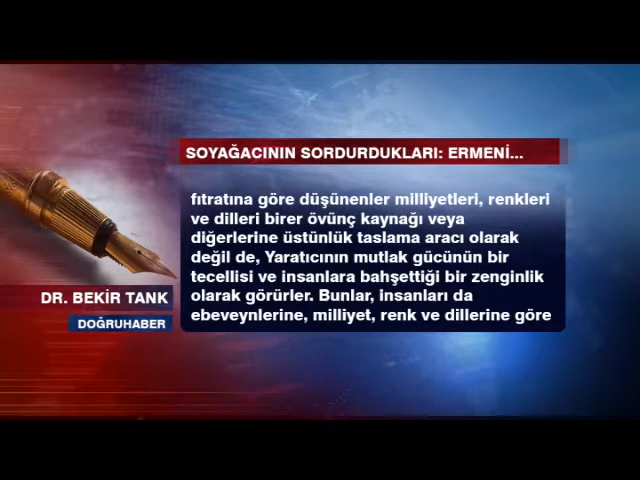 SOYAĞACININ SORDURDUKLARI: ERMENİ...
fıtratına göre düşünenler milliyetleri, renkleri
ve dilleri birer övünç kaynağı veya
diğerlerine üstünlük taslama aracı olarak
değil de, Yaratıcının mutlak gücünün bir
tecellisi ve insanlara bahşettiği bir zenginlik
olarak görürler. Bunlar, insanları da
ebeveynlerine, milliyet, renk ve dillerine göre
DR. BEKİR TANK
DOĞRUHABER